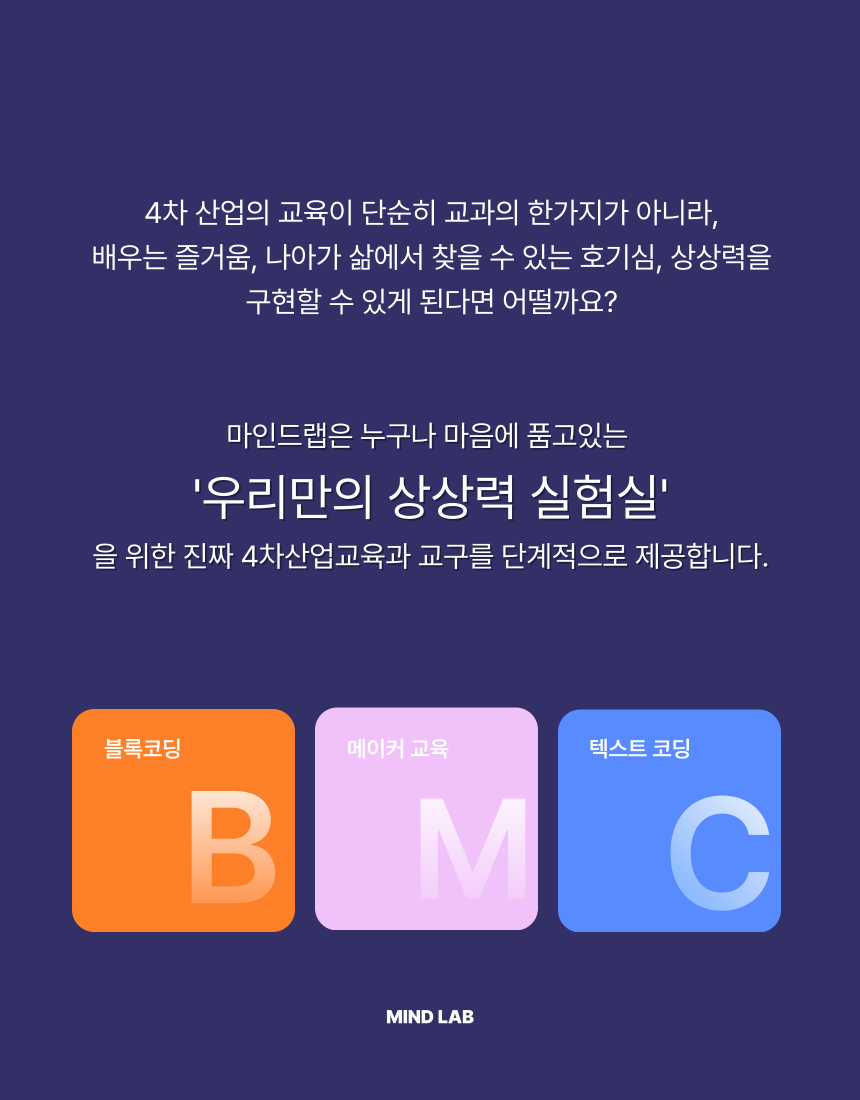 4차 산업의 교육이 단순히 교과의 한가지가 아니라,
배우는 즐거움, 나아가 삶에서 찾을 수 있는 호기심, 상상력을
구현할 수 있게 된다면 어떨까요?
마인드랩은 누구나 마음에 품고있는
'우리만의 상상력 실험실'
을 위한 진짜 4차산업교육과 교구를 단계적으로 제공합니다.
블록코딩
B
메이커 교육
M
텍스트 코딩
C
MIND LAB